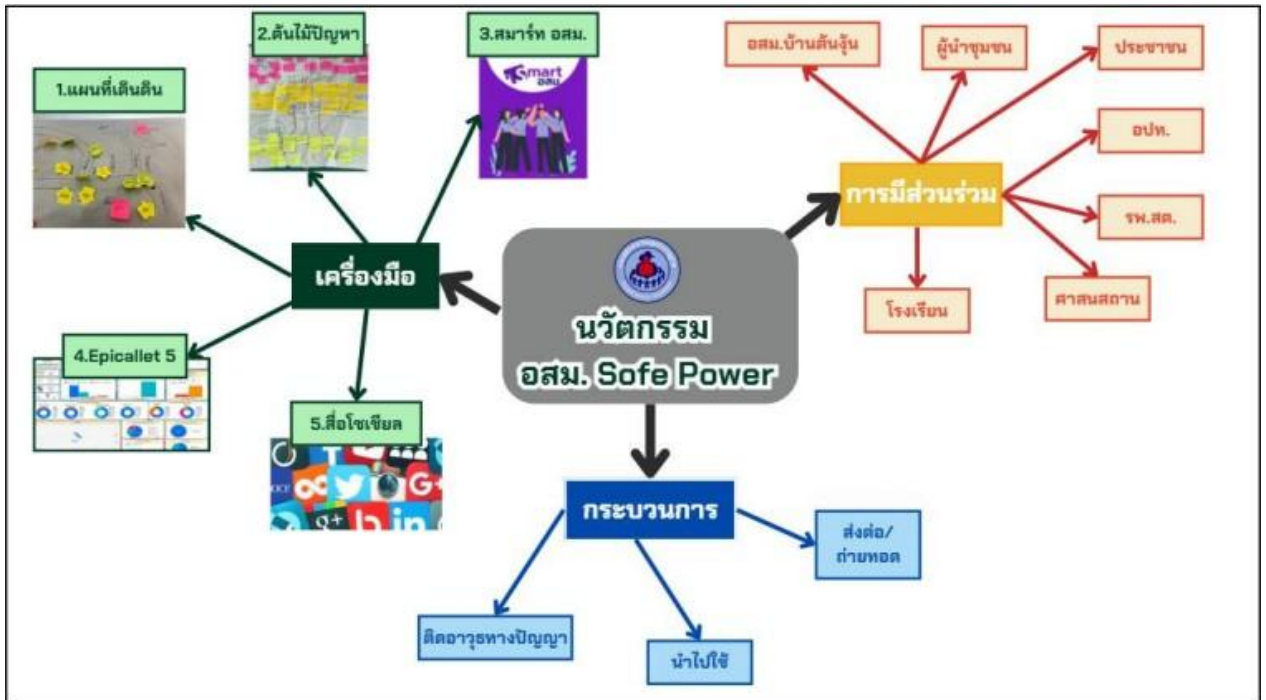 2.ต้นไม้ปัญหา
3.สมาร์ท อสม.
1.แผนที่เดินดิน
Smart
อสม.
เครื่องมือ
4.Epicallet 5
5.สื่อโซเชียล
G+
g+
in
นวัตกรรม
อสม. Sofe Power
อสม.บ้านต้นงุ้น
ผู้นำชุมชน
ประชาชน
อปท.
การมีส่วนร่วม
รพ.สต.
ศาสนสถาน
โรงเรียน
กระบวนการ
ส่งต่อ/
ถ่ายทอด
ติดอาวุธทางปัญญา
นำไปใช้